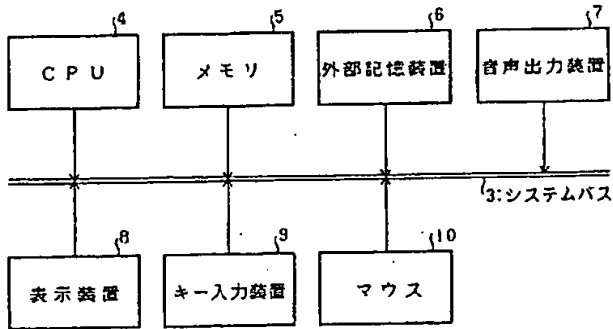 4
5
6
7
CPU
メモリ
外部記憶装置
音声出力装置
3:システムバス
8
9
10
表示装置
キー入力装置
マウス